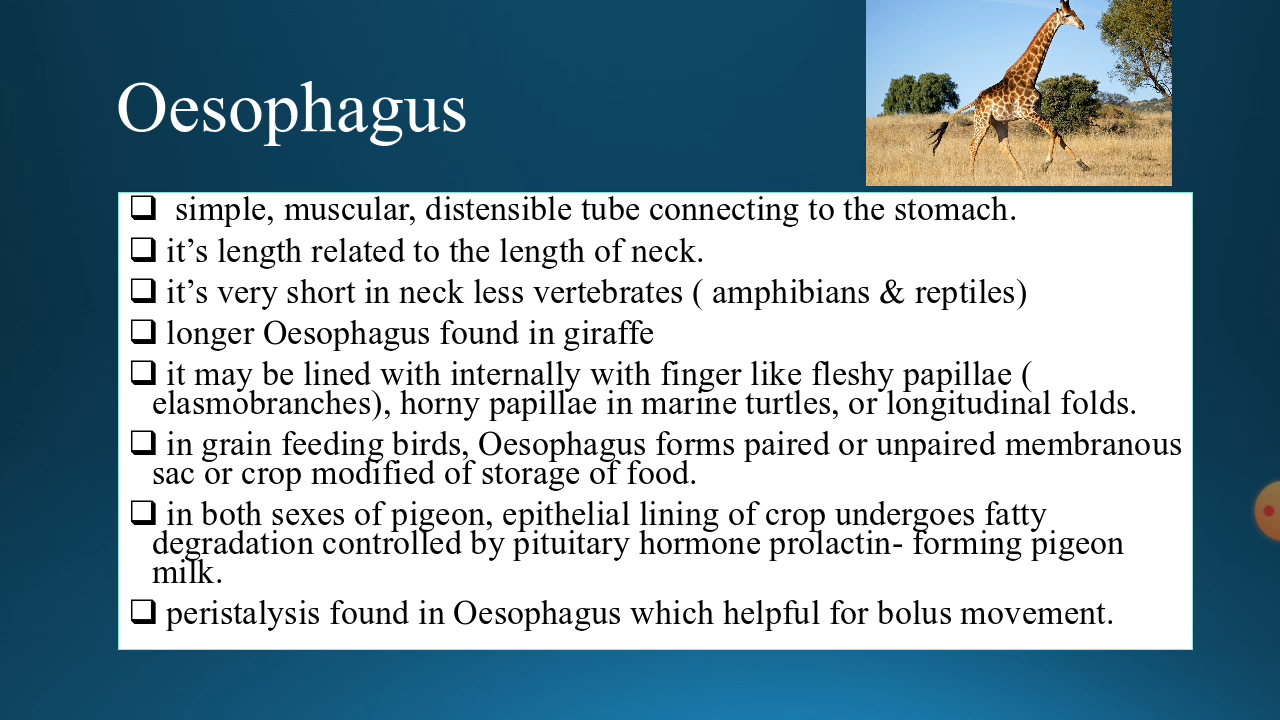 Oesophagus
simple, muscular, distensible tube connecting to the stomach.
it’s length related to the length of neck.
it’s very short in neck less vertebrates ( amphibians & reptiles)
longer Oesophagus found in giraffe
it may be lined with internally with finger like fleshy papillae (
elasmobranches), horny papillae in marine turtles, or longitudinal folds.
in grain feeding birds, Oesophagus forms paired or unpaired membranous
sac or crop modified of storage of food.
in both sexes of pigeon, epithelial lining of crop undergoes fatty
degradation controlled by pituitary hormone prolactin- forming pigeon
milk.
peristalysis found in Oesophagus which helpful for bolus movement.